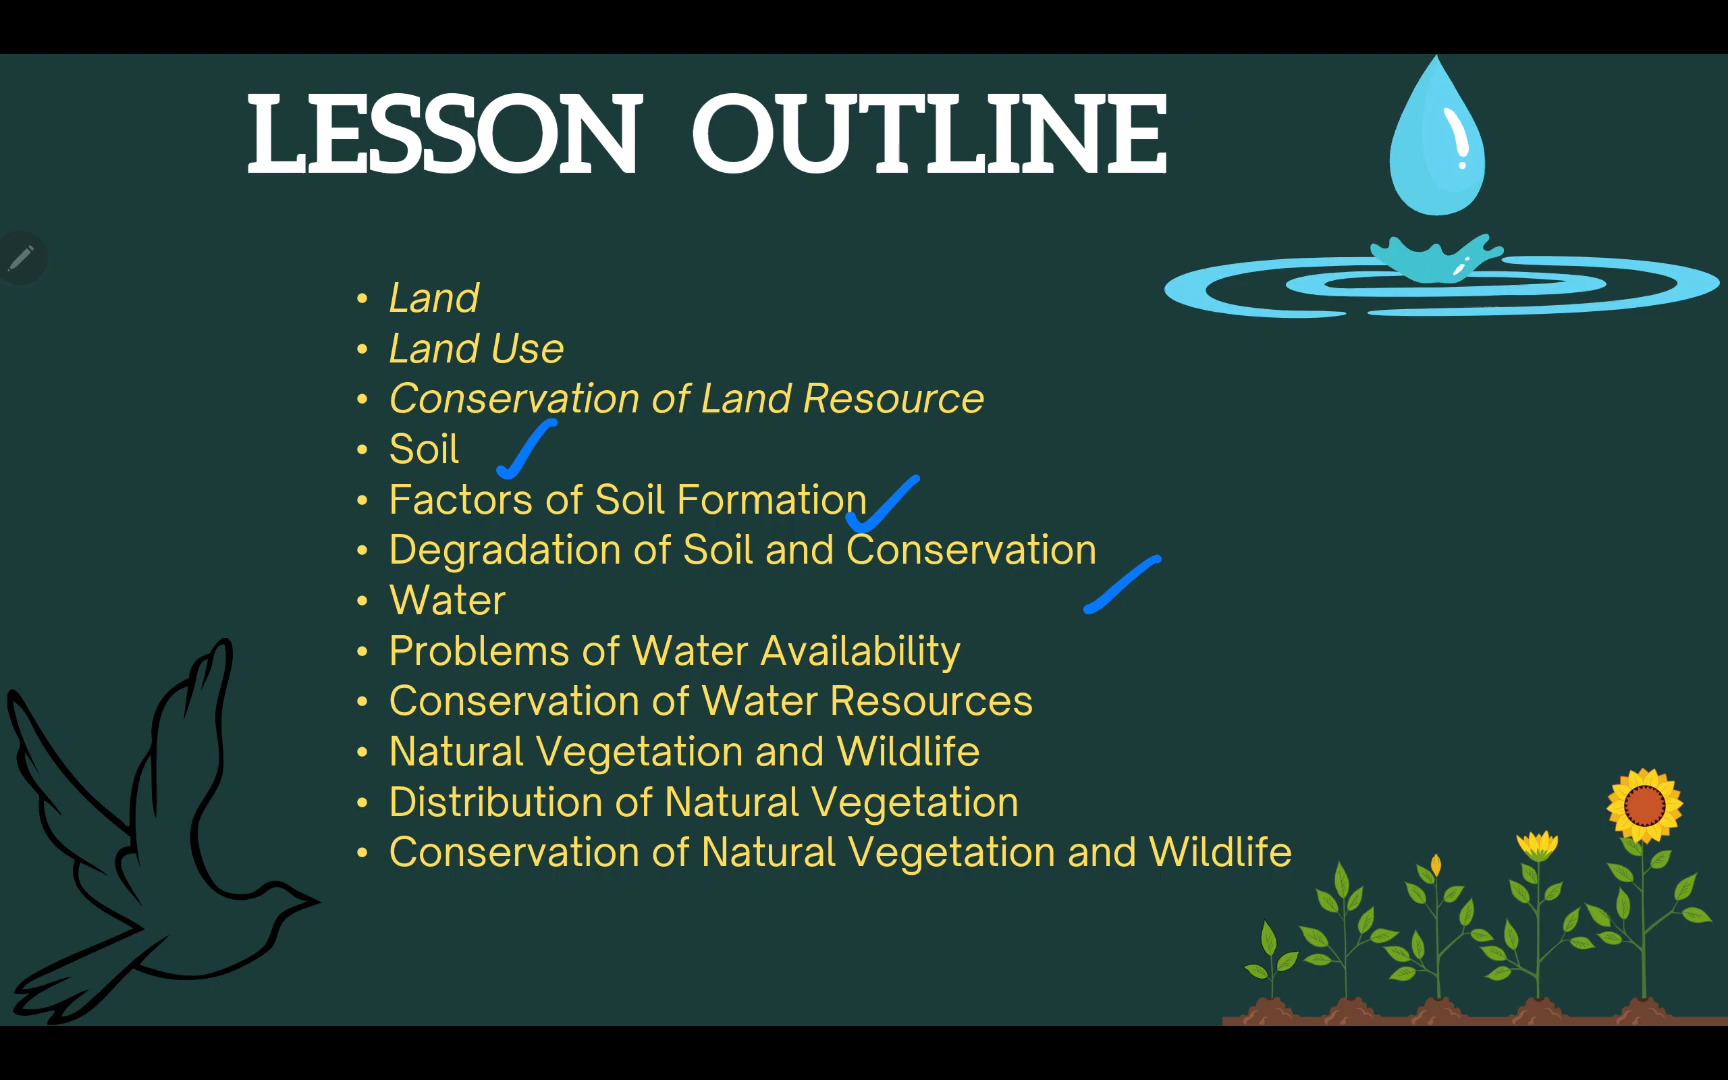 LESSON OUTLINE
• Land
• Land Use
• Conservation of Land Resource
• Soil
• Factors of Soil Formation
• Degradation of Soil and Conservation
• Water
• Problems of Water Availability
• Conservation of Water Resources
• Natural Vegetation and Wildlife
• Distribution of Natural Vegetation
• Conservation of Natural Vegetation and Wildlife